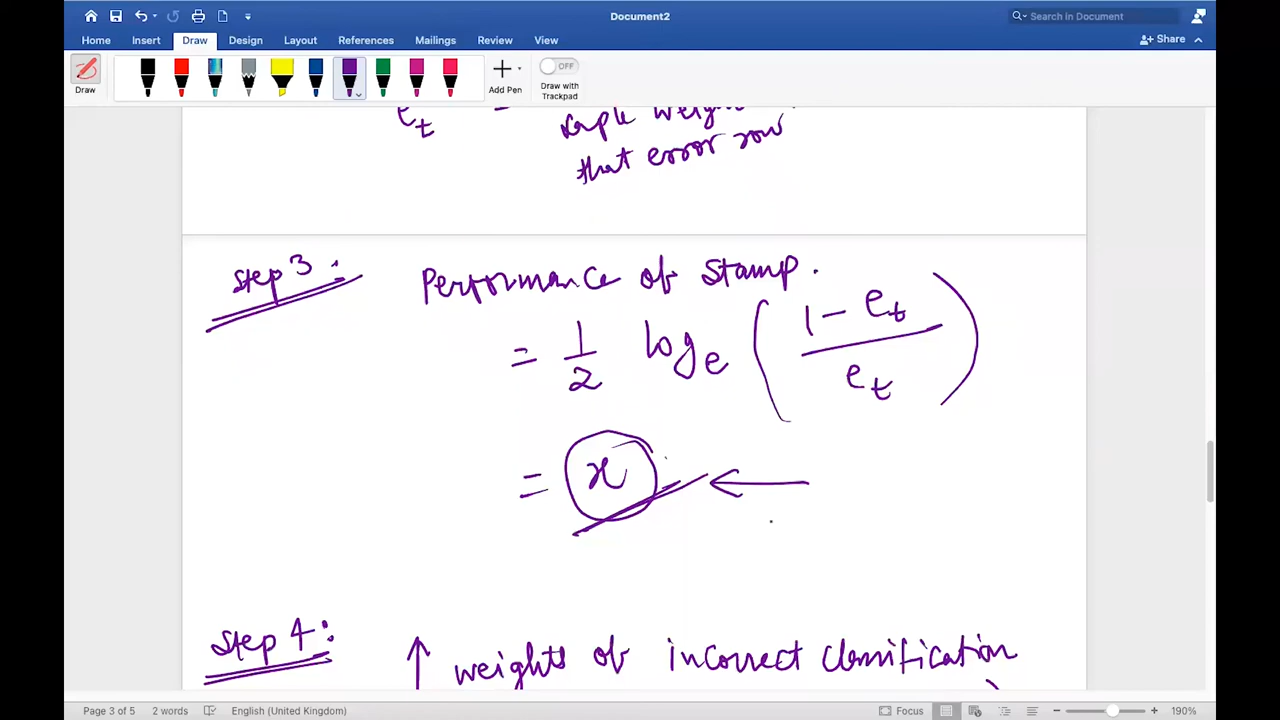 Document2
Search in Document
Home Insert Draw Design Layout References Mailings Review View
Share
Draw
Add Pen
OFF
Draw with
Trackpad
et =
sample weight
that error row
Step 3 :
Performance of Stamp.
= 1/2 loge ( (1 - et) / et )
= x ←
Step 4 :
↑ weights of incorrect classification
Page 3 of 5 2 words English (United Kingdom) Focus 190%